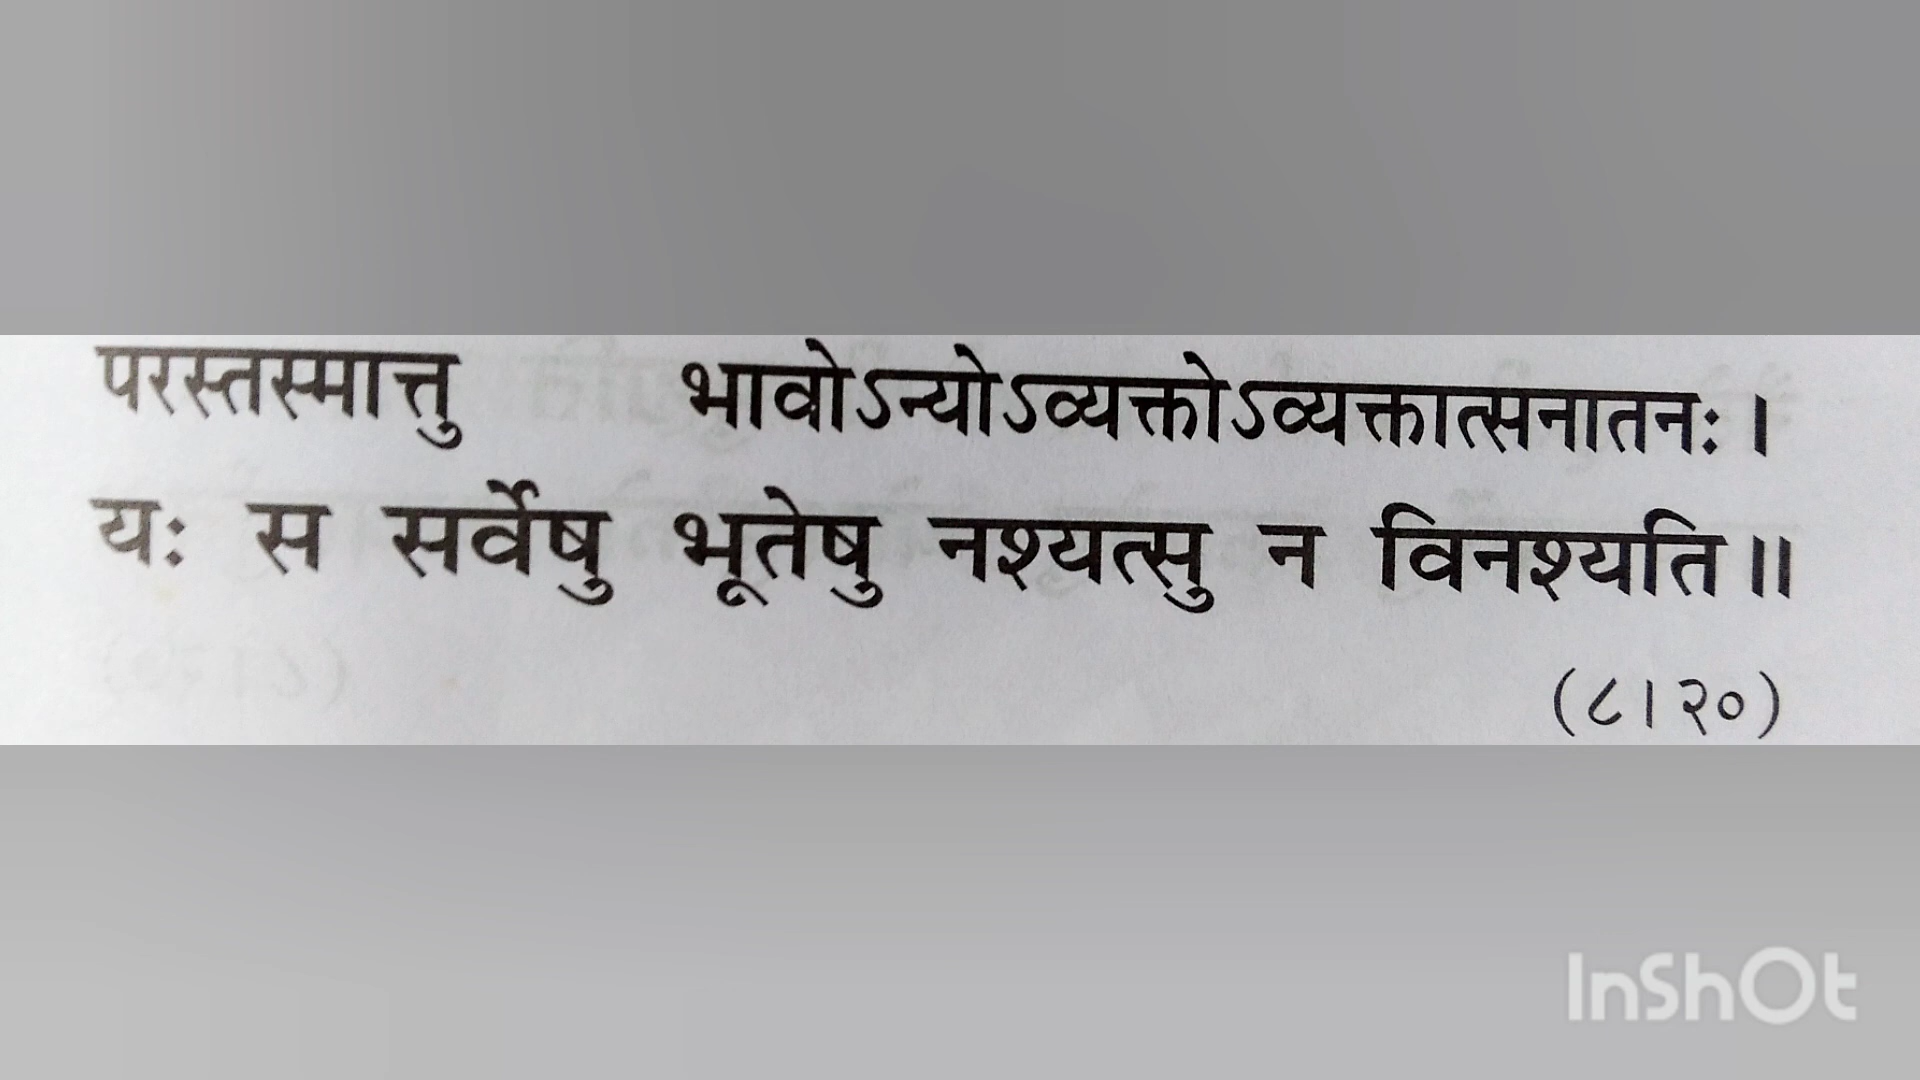 परस्तस्मात्तु भावोऽन्योऽव्यक्तोऽव्यक्तात्सनातनः ।
यः स सर्वेषु भूतेषु नश्यत्सु न विनश्यति ॥
(८।२०)
InShOt